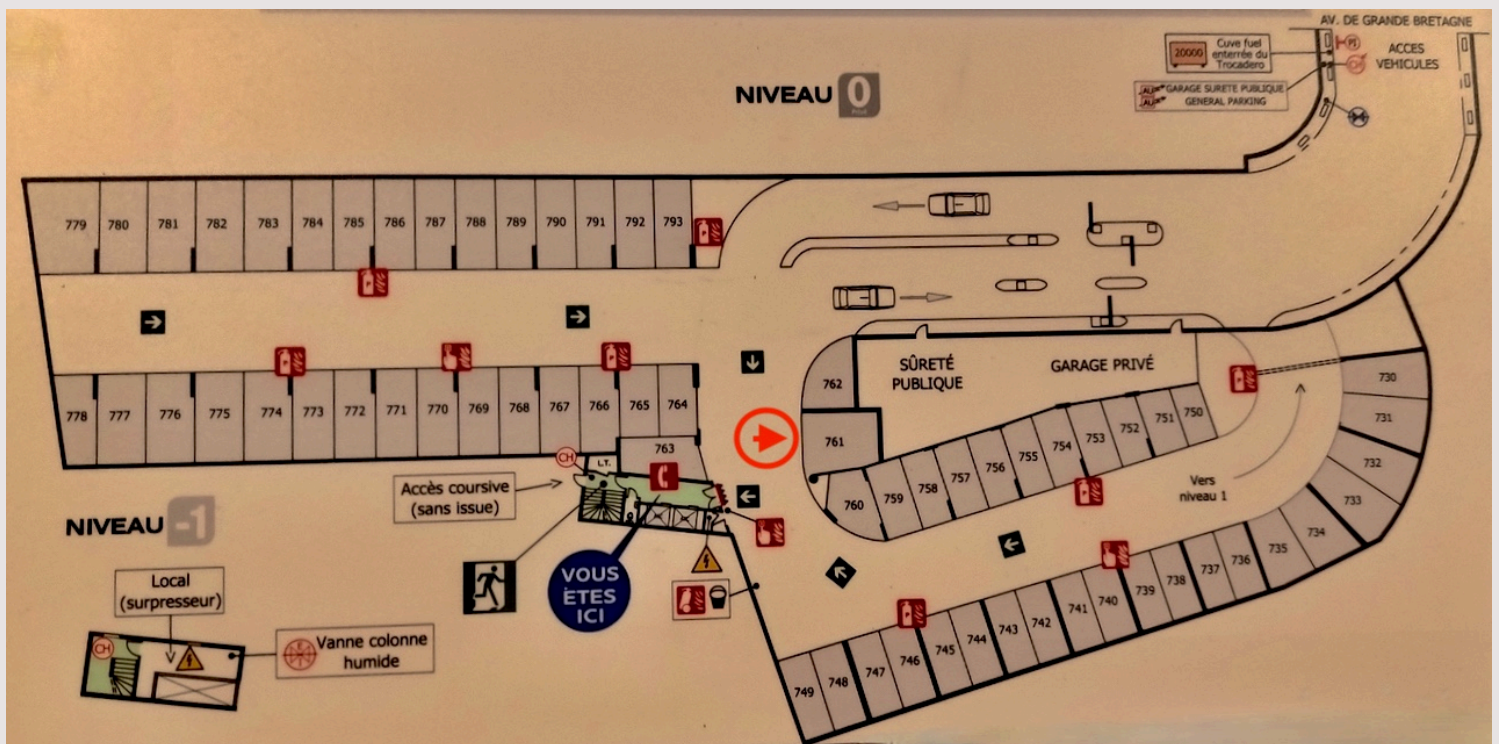 AV. DE GRANDE BRETAGNE
20000
Cuve fuel
enterrée du
Trocadero
ACCES
VEHICULES
GARAGE SURETE PUBLIQUE
GENERAL PARKING
NIVEAU 0
779 780 781 782 783 784 785 786 787 788 789 790 791 792 793
778 777 776 775 774 773 772 771 770 769 768 767 766 765 764
763
762
761
SÛRETÉ
PUBLIQUE
GARAGE PRIVÉ
760 759 758 757 756 755 754 753 752 751 750
730
731
732
733
734
735
736
737
738
739
740
741
742
743
744
745
746
747
748
749
Vers
niveau 1
CH
L.T.
Accès coursive
(sans issue)
VOUS
ÊTES
ICI
NIVEAU -1
Local
(surpresseur)
CH
Vanne colonne
humide